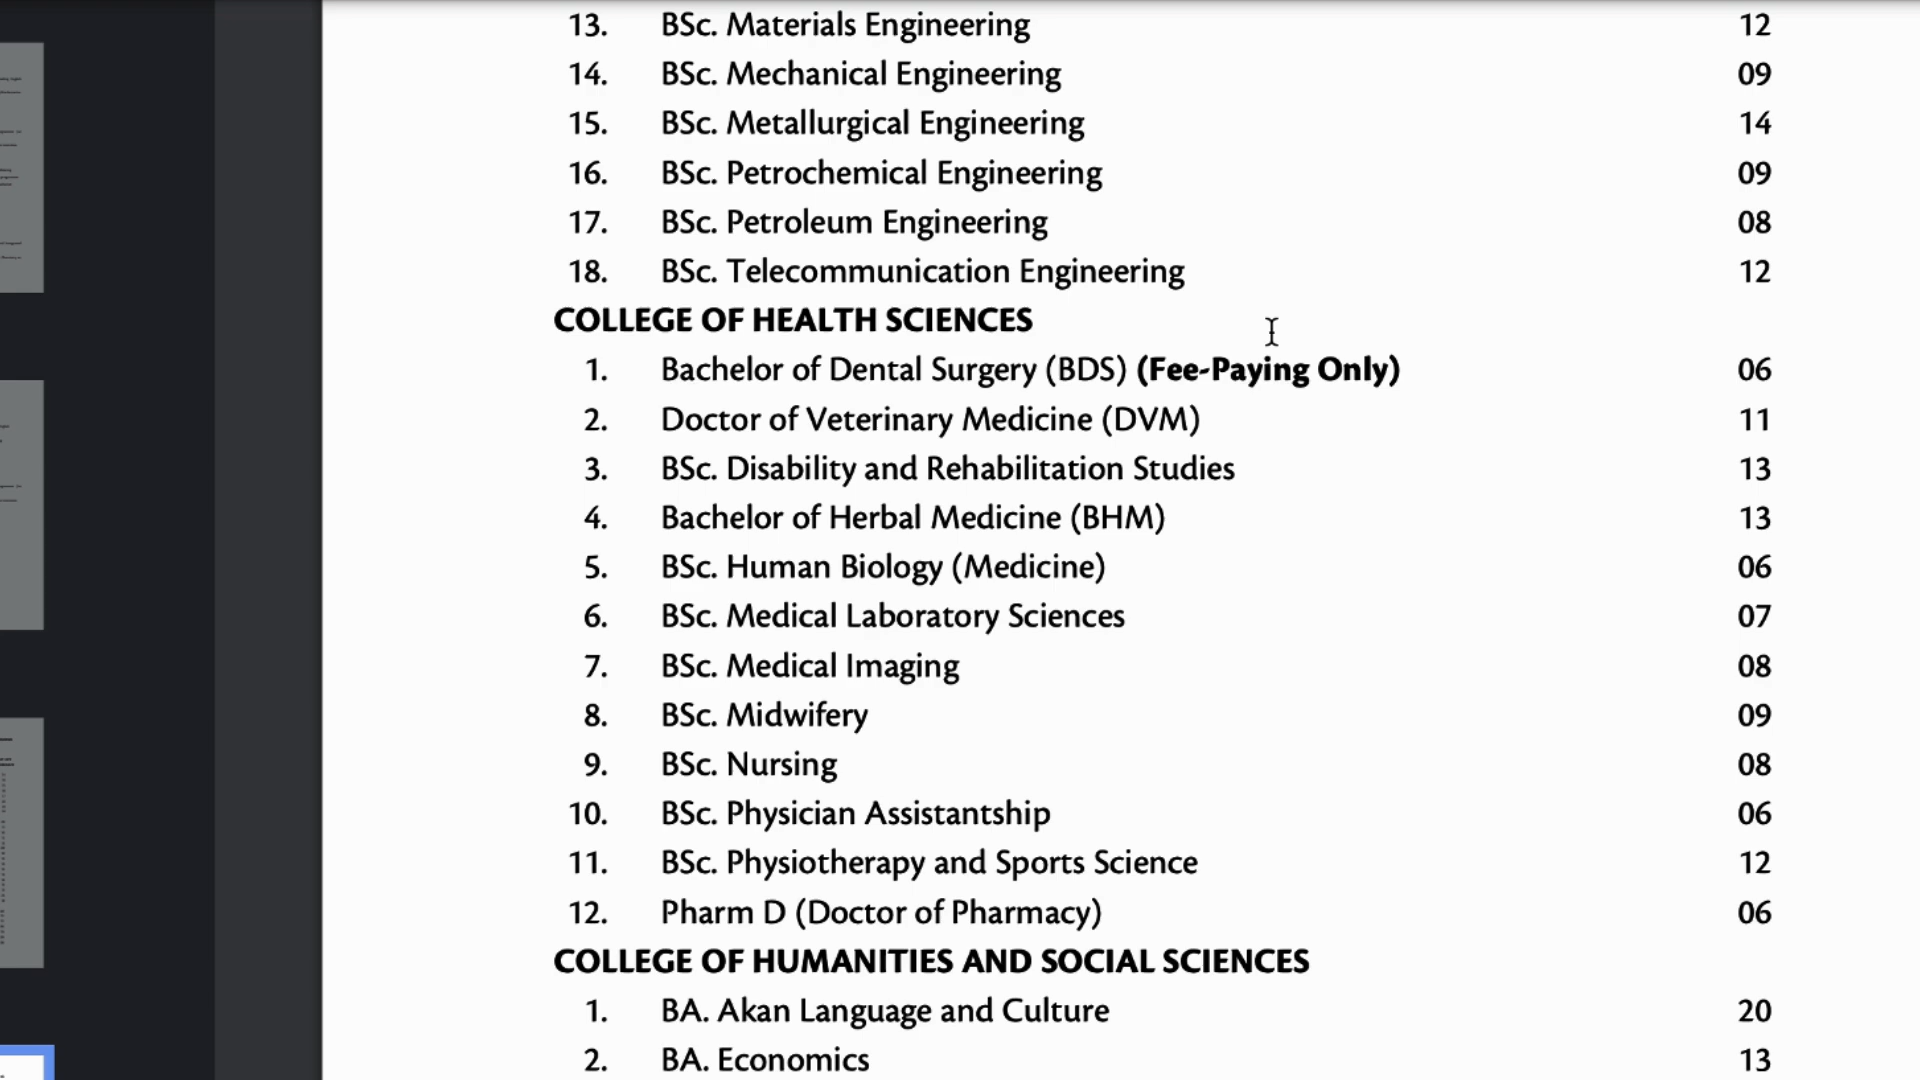 13. BSc. Materials Engineering 12
14. BSc. Mechanical Engineering 09
15. BSc. Metallurgical Engineering 14
16. BSc. Petrochemical Engineering 09
17. BSc. Petroleum Engineering 08
18. BSc. Telecommunication Engineering 12
COLLEGE OF HEALTH SCIENCES
1. Bachelor of Dental Surgery (BDS) (Fee-Paying Only) 06
2. Doctor of Veterinary Medicine (DVM) 11
3. BSc. Disability and Rehabilitation Studies 13
4. Bachelor of Herbal Medicine (BHM) 13
5. BSc. Human Biology (Medicine) 06
6. BSc. Medical Laboratory Sciences 07
7. BSc. Medical Imaging 08
8. BSc. Midwifery 09
9. BSc. Nursing 08
10. BSc. Physician Assistantship 06
11. BSc. Physiotherapy and Sports Science 12
12. Pharm D (Doctor of Pharmacy) 06
COLLEGE OF HUMANITIES AND SOCIAL SCIENCES
1. BA. Akan Language and Culture 20
2. BA. Economics 13